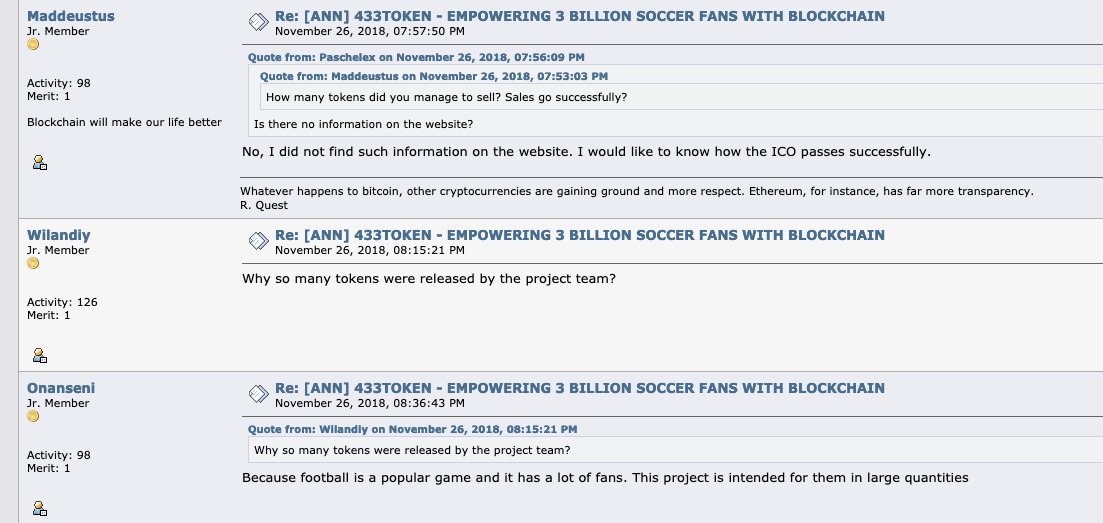 Maddeustus
Jr. Member
Activity: 98
Merit: 1
Blockchain will make our life better
Re: [ANN] 433TOKEN - EMPOWERING 3 BILLION SOCCER FANS WITH BLOCKCHAIN
November 26, 2018, 07:57:50 PM
Quote from: Paschelex on November 26, 2018, 07:56:09 PM
Quote from: Maddeustus on November 26, 2018, 07:53:03 PM
How many tokens did you manage to sell? Sales go successfully?
Is there no information on the website?
No, I did not find such information on the website. I would like to know how the ICO passes successfully.
Whatever happens to bitcoin, other cryptocurrencies are gaining ground and more respect. Ethereum, for instance, has far more transparency.
R. Quest
Wilandiy
Jr. Member
Activity: 126
Merit: 1
Re: [ANN] 433TOKEN - EMPOWERING 3 BILLION SOCCER FANS WITH BLOCKCHAIN
November 26, 2018, 08:15:21 PM
Why so many tokens were released by the project team?
Onanseni
Jr. Member
Activity: 98
Merit: 1
Re: [ANN] 433TOKEN - EMPOWERING 3 BILLION SOCCER FANS WITH BLOCKCHAIN
November 26, 2018, 08:36:43 PM
Quote from: Wilandiy on November 26, 2018, 08:15:21 PM
Why so many tokens were released by the project team?
Because football is a popular game and it has a lot of fans. This project is intended for them in large quantities